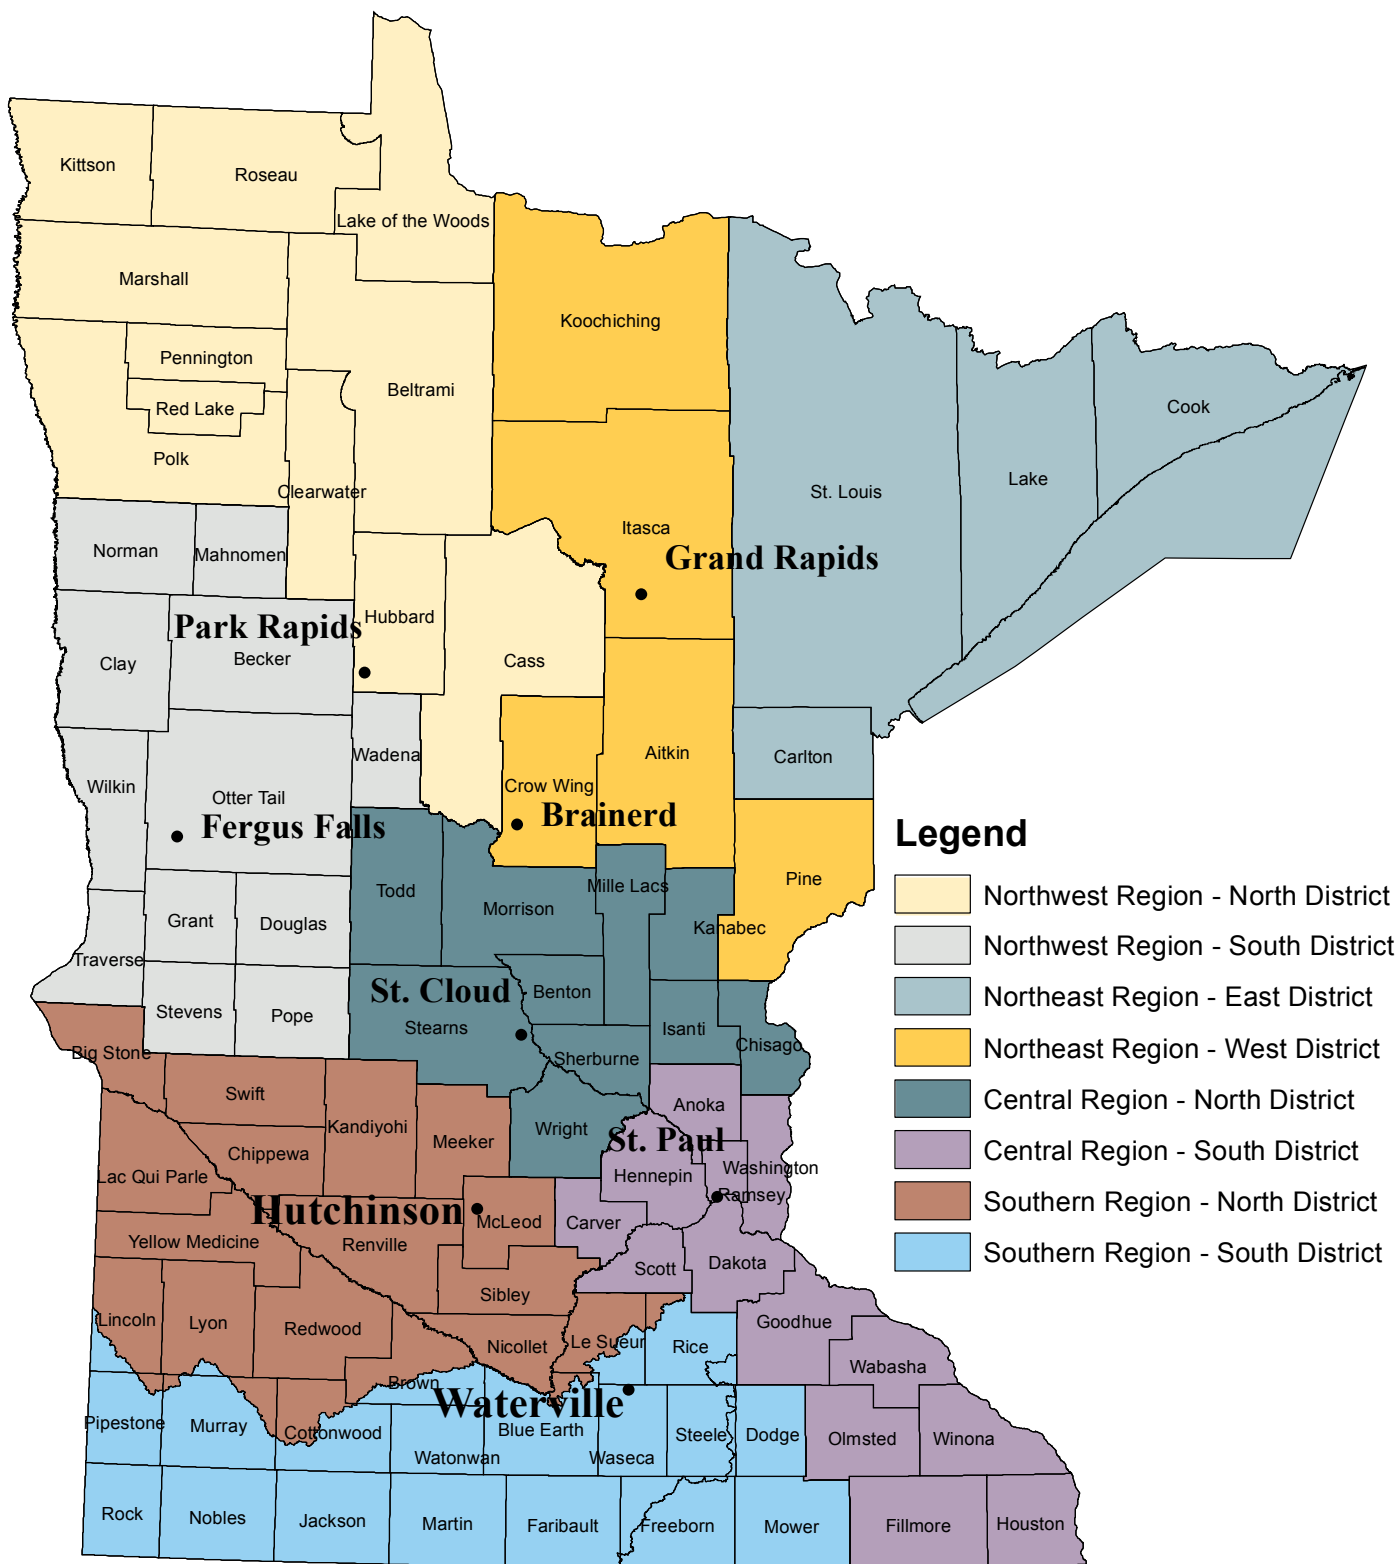 Kittson
Roseau
Lake of the Woods
Marshall
Koochiching
Pennington
Beltrami
Red Lake
Cook
Polk
Lake
Clearwater
St. Louis
Itasca
Norman
Mahnomen
Grand Rapids
Hubbard
Park Rapids
Becker
Cass
Clay
Wadena
Aitkin
Carlton
Wilkin
Crow Wing
Otter Tail
Brainerd
Fergus Falls
Legend
Northwest Region - North District
Northwest Region - South District
Northeast Region - East District
Northeast Region - West District
Central Region - North District
Central Region - South District
Southern Region - North District
Southern Region - South District
Pine
Mille Lacs
Todd
Morrison
Grant
Douglas
Kanabec
Traverse
St. Cloud
Benton
Stevens
Pope
Stearns
Isanti
Chisago
Big Stone
Sherburne
Swift
Anoka
Kandiyohi
Wright
St. Paul
Meeker
Chippewa
Washington
Lac Qui Parle
Hennepin
Ramsey
Hutchinson
McLeod
Carver
Yellow Medicine
Renville
Dakota
Scott
Sibley
Lincoln
Lyon
Redwood
Goodhue
Nicollet
Le Sueur
Rice
Wabasha
Brown
Waterville
Pipestone
Murray
Cottonwood
Blue Earth
Steele
Dodge
Olmsted
Winona
Watonwan
Waseca
Rock
Nobles
Jackson
Martin
Faribault
Freeborn
Mower
Fillmore
Houston